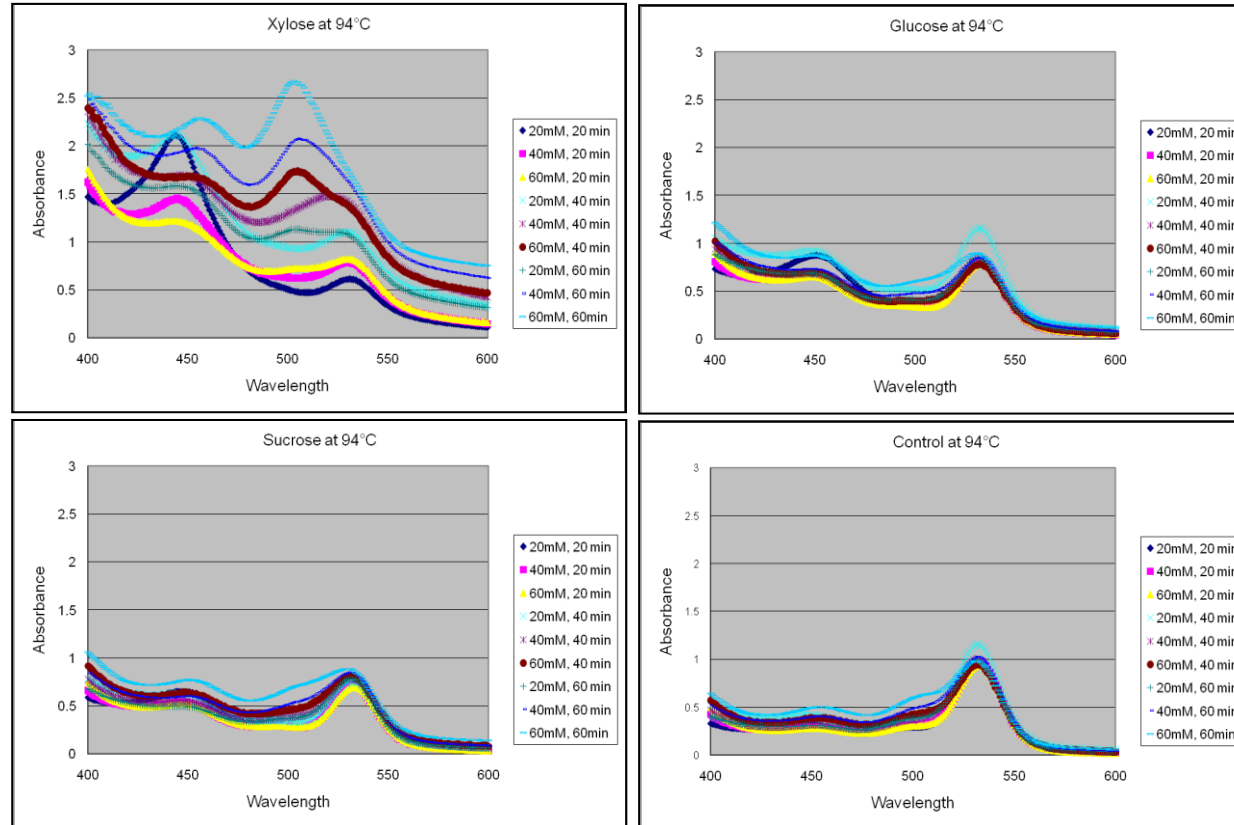 Xylose at 94°C
Absorbance
3
2.5
2
1.5
1
0.5
0
400
450
500
550
600
Wavelength
20mM, 20 min
40mM, 20 min
60mM, 20 min
20mM, 40 min
40mM, 40 min
60mM, 40 min
20mM, 60 min
40mM, 60 min
60mM, 60min
Glucose at 94°C
Absorbance
3
2.5
2
1.5
1
0.5
0
400
450
500
550
600
Wavelength
20mM, 20 min
40mM, 20 min
60mM, 20 min
20mM, 40 min
40mM, 40 min
60mM, 40 min
20mM, 60 min
40mM, 60 min
60mM, 60min
Sucrose at 94°C
Absorbance
3
2.5
2
1.5
1
0.5
0
400
450
500
550
600
Wavelength
20mM, 20 min
40mM, 20 min
60mM, 20 min
20mM, 40 min
40mM, 40 min
60mM, 40 min
20mM, 60 min
40mM, 60 min
60mM, 60min
Control at 94°C
Absorbance
3
2.5
2
1.5
1
0.5
0
400
450
500
550
600
Wavelength
20mM, 20 min
40mM, 20 min
60mM, 20 min
20mM, 40 min
40mM, 40 min
60mM, 40 min
20mM, 60 min
40mM, 60 min
60mM, 60min